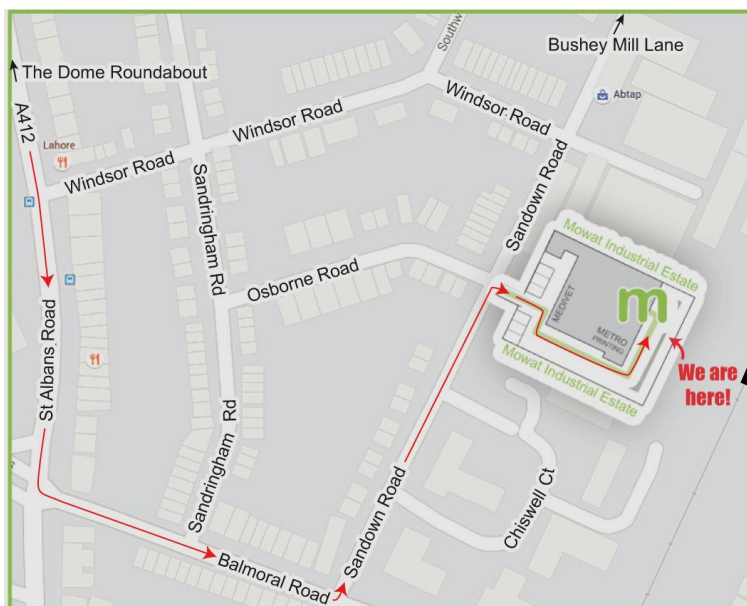 Southw
Bushey Mill Lane
The Dome Roundabout
A412
Abtap
Windsor Road
Windsor Road
Lahore
Windsor Road
Sandown Road
Sandringham Rd
Mowat Industrial Estate
Osborne Road
MEDIVET
m
METRO
PRINTING
St Albans Road
Mowat Industrial Estate
We are
here!
Sandringham Rd
Sandown Road
Chiswell Ct
Balmoral Road